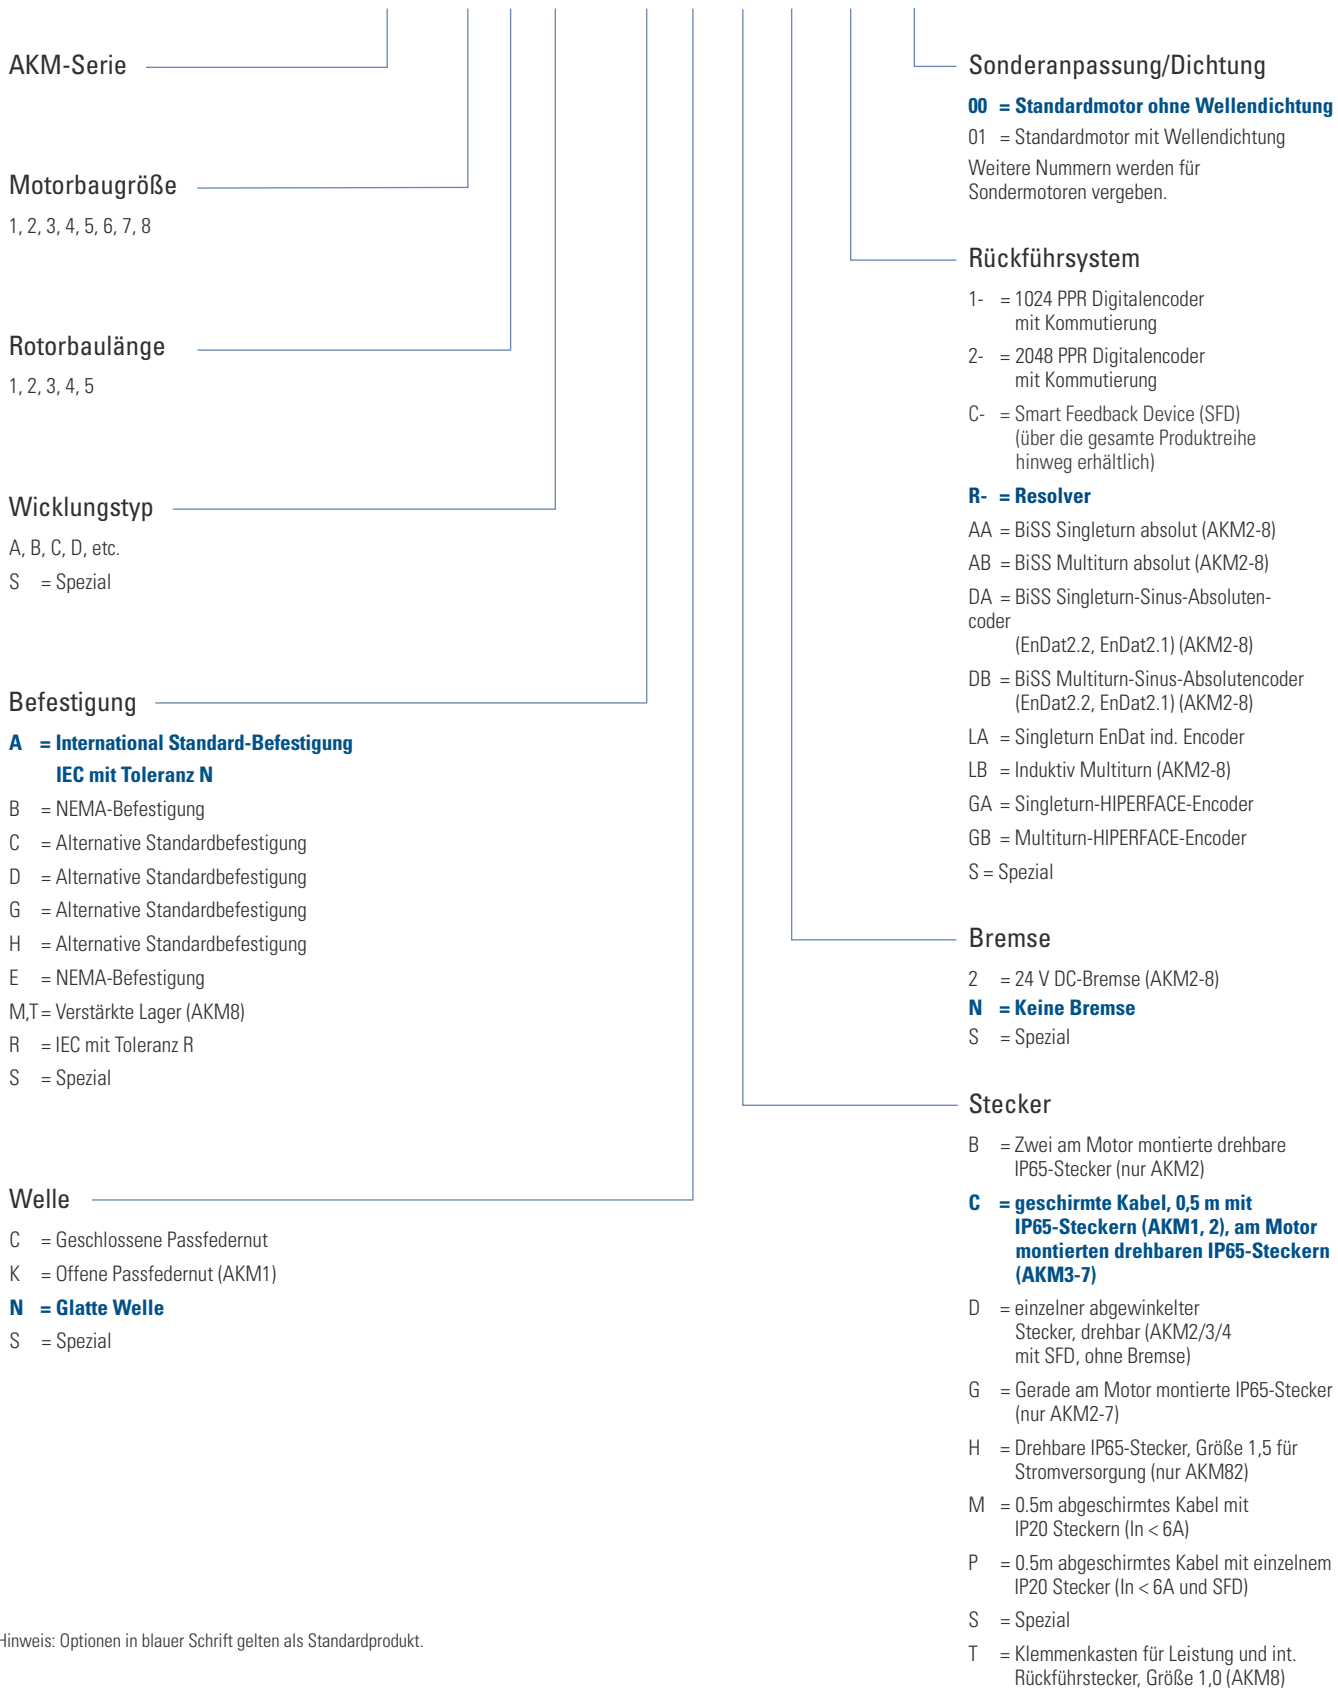 AKM-Serie
Motorbaugröße
1, 2, 3, 4, 5, 6, 7, 8
Rotorbaulänge
1, 2, 3, 4, 5
Wicklungstyp
A, B, C, D, etc.
S = Spezial
Befestigung
A = International Standard-Befestigung
IEC mit Toleranz N
B = NEMA-Befestigung
C = Alternative Standardbefestigung
D = Alternative Standardbefestigung
G = Alternative Standardbefestigung
H = Alternative Standardbefestigung
E = NEMA-Befestigung
M,T = Verstärkte Lager (AKM8)
R = IEC mit Toleranz R
S = Spezial
Welle
C = Geschlossene Passfedernut
K = Offene Passfedernut (AKM1)
N = Glatte Welle
S = Spezial
Hinweis: Optionen in blauer Schrift gelten als Standardprodukt.
Sonderanpassung/Dichtung
00 = Standardmotor ohne Wellendichtung
01 = Standardmotor mit Wellendichtung
Weitere Nummern werden für
Sondermotoren vergeben.
Rückführsystem
1- = 1024 PPR Digitalencoder
mit Kommutierung
2- = 2048 PPR Digitalencoder
mit Kommutierung
C- = Smart Feedback Device (SFD)
(über die gesamte Produktreihe
hinweg erhältlich)
R- = Resolver
AA = BiSS Singleturn absolut (AKM2-8)
AB = BiSS Multiturn absolut (AKM2-8)
DA = BiSS Singleturn-Sinus-Absoluten-
coder
(EnDat2.2, EnDat2.1) (AKM2-8)
DB = BiSS Multiturn-Sinus-Absolutencoder
(EnDat2.2, EnDat2.1) (AKM2-8)
LA = Singleturn EnDat ind. Encoder
LB = Induktiv Multiturn (AKM2-8)
GA = Singleturn-HIPERFACE-Encoder
GB = Multiturn-HIPERFACE-Encoder
S = Spezial
Bremse
2 = 24 V DC-Bremse (AKM2-8)
N = Keine Bremse
S = Spezial
Stecker
B = Zwei am Motor montierte drehbare
IP65-Stecker (nur AKM2)
C = geschirmte Kabel, 0,5 m mit
IP65-Steckern (AKM1, 2), am Motor
montierten drehbaren IP65-Steckern
(AKM3-7)
D = einzelner abgewinkelter
Stecker, drehbar (AKM2/3/4
mit SFD, ohne Bremse)
G = Gerade am Motor montierte IP65-Stecker
(nur AKM2-7)
H = Drehbare IP65-Stecker, Größe 1,5 für
Stromversorgung (nur AKM82)
M = 0.5m abgeschirmtes Kabel mit
IP20 Steckern (In < 6A)
P = 0.5m abgeschirmtes Kabel mit einzelnem
IP20 Stecker (In < 6A und SFD)
S = Spezial
T = Klemmenkasten für Leistung und int.
Rückführstecker, Größe 1,0 (AKM8)